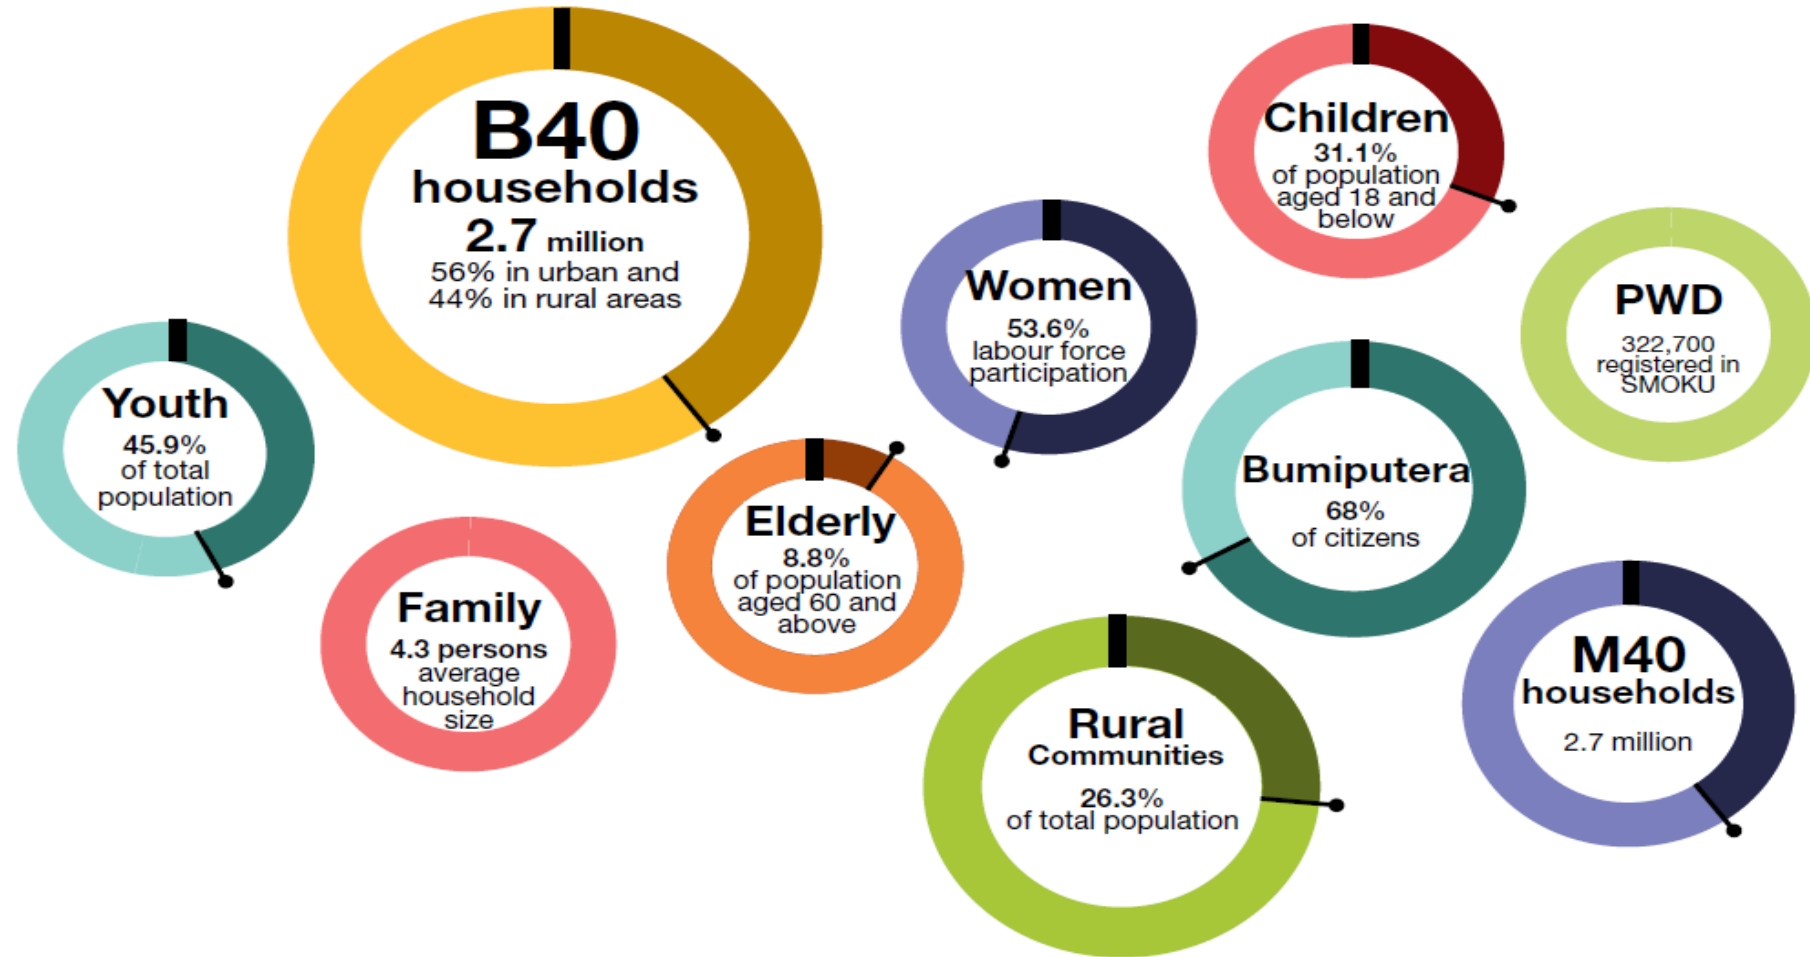 B40
households
2.7 million
56% in urban and
44% in rural areas
Children
31.1%
of population
aged 18 and
below
Women
53.6%
labour force
participation
PWD
322,700
registered in
SMOKU
Youth
45.9%
of total
population
Bumiputera
68%
of citizens
Elderly
8.8%
of population
aged 60 and
above
Family
4.3 persons
average
household
size
M40
households
2.7 million
Rural
Communities
26.3%
of total population